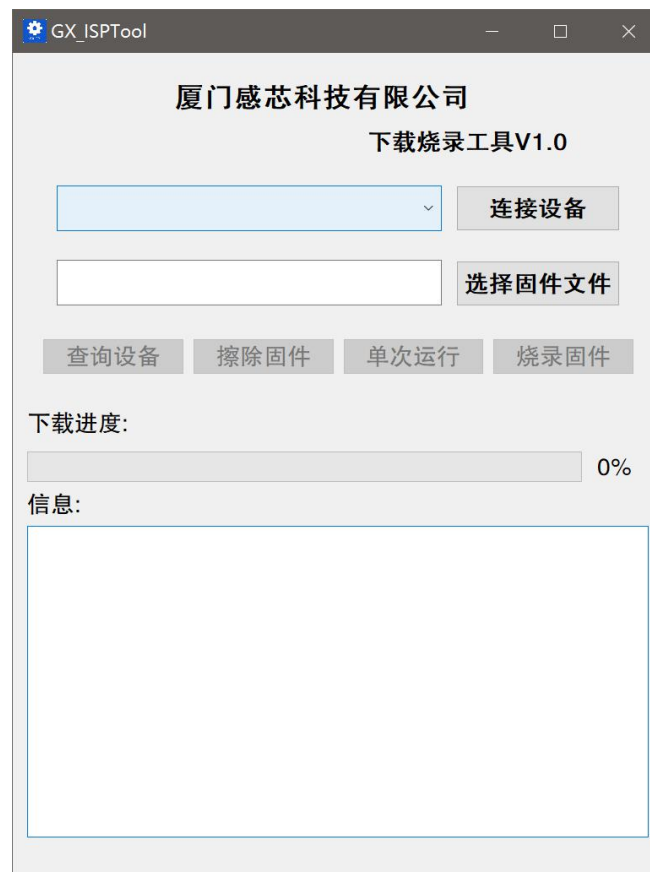 GX_ISPTool
厦门感芯科技有限公司
下载烧录工具V1.0
连接设备
选择固件文件
查询设备 擦除固件 单次运行 烧录固件
下载进度:
0%
信息: